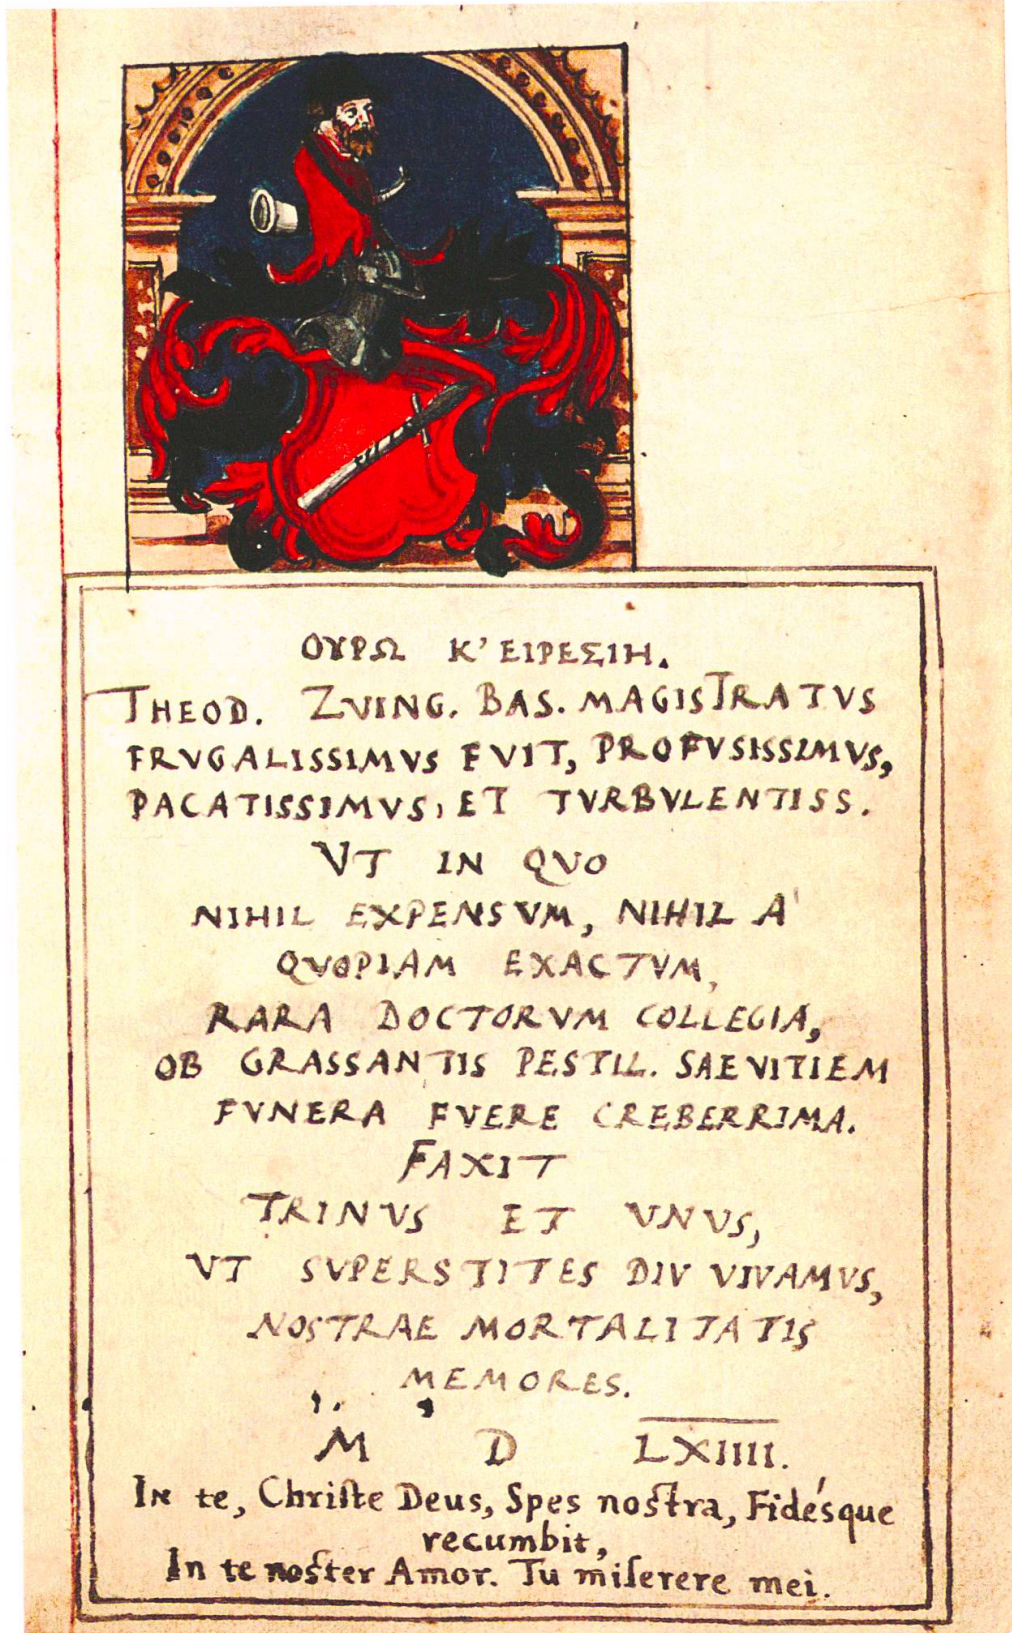 ΟΥΡΩ Κ' ΕΙΡΕΣΙΗ.
THEOD. ZVING. BAS. MAGISTRATVS
FRVGALISSIMVS FVIT, PROFVSISSIMVS,
PACATISSIMVS, ET TVRBVLENTISS.
VT IN QVO
NIHIL EXPENSVM, NIHIL A'
QVOPIAM EXACTVM,
RARA DOCTORVM COLLEGIA,
OB GRASSANTIS PESTIL. SAEVITIEM
FVNERA FVERE CREBERRIMA.
FAXIT
TRINVS ET VNVS,
VT SVPERSTITES DIV VIVAMVS,
NOSTRAE MORTALITATIS
MEMORES.
M D LXIIII.
In te, Chriſte Deus, Spes noſtra, Fidésque
recumbit,
In te noſter Amor. Tu miſerere mei.